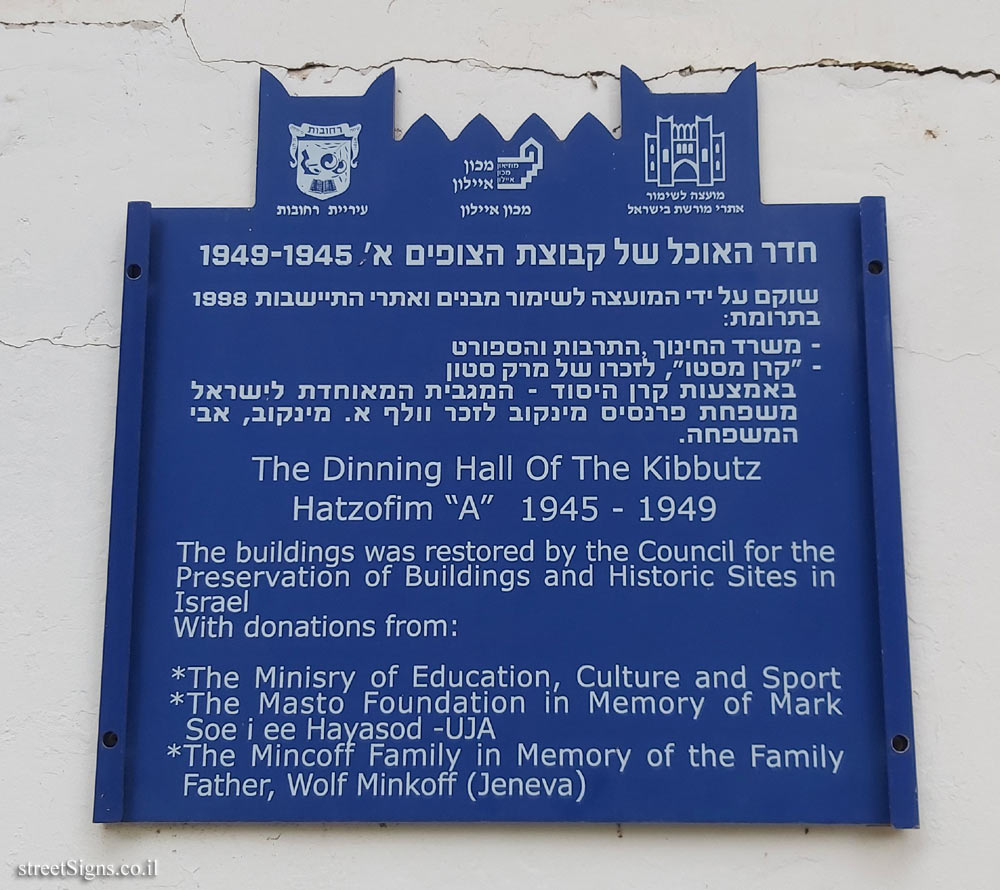 רחובות
עיריית רחובות
מכון
איילון
מוזיאון
מכון
איילון
מכון איילון
מועצה לשימור
אתרי מורשת בישראל
חדר האוכל של קבוצת הצופים א'. 1949-1945
שוקם על ידי המועצה לשימור מבנים ואתרי התיישבות 1998
בתרומת:
- משרד החינוך, התרבות והספורט
- "קרן מסטו", לזכרו של מרק סטון
באמצעות קרן היסוד - המגבית המאוחדת לישראל
משפחת פרנסיס מינקוב לזכר וולף א. מינקוב, אבי
המשפחה.
The Dinning Hall Of The Kibbutz
Hatzofim “A” 1945 - 1949
The buildings was restored by the Council for the
Preservation of Buildings and Historic Sites in
Israel
With donations from:
*The Minisry of Education, Culture and Sport
*The Masto Foundation in Memory of Mark
Soe i ee Hayasod -UJA
*The Mincoff Family in Memory of the Family
Father, Wolf Minkoff (Jeneva)
streetSigns.co.il